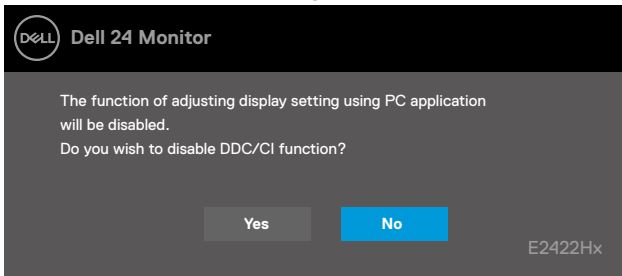 DELL Dell 24 Monitor
The function of adjusting display setting using PC application
will be disabled.
Do you wish to disable DDC/CI function?
Yes No
E2422Hx